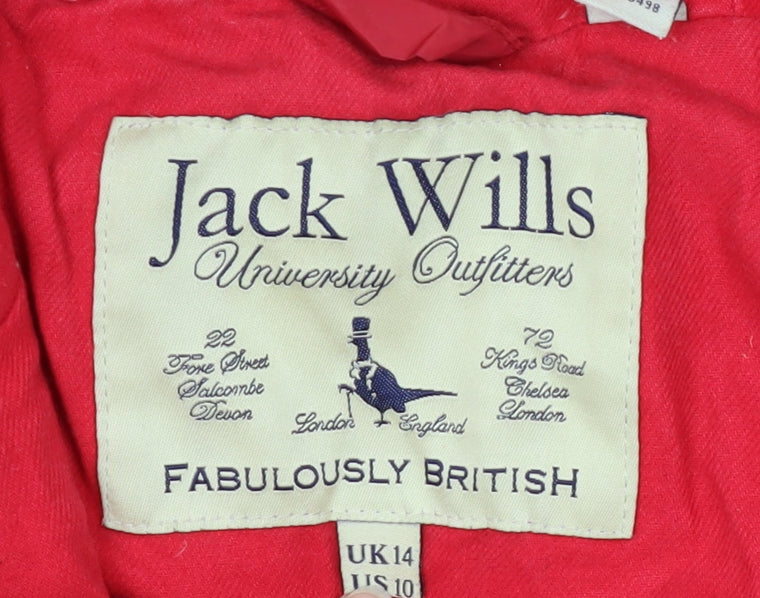 6498
Jack Wills
University Outfitters
22
Fore Street
Salcombe
Devon
72
Kings Road
Chelsea
London
London England
FABULOUSLY BRITISH
UK 14
US 10